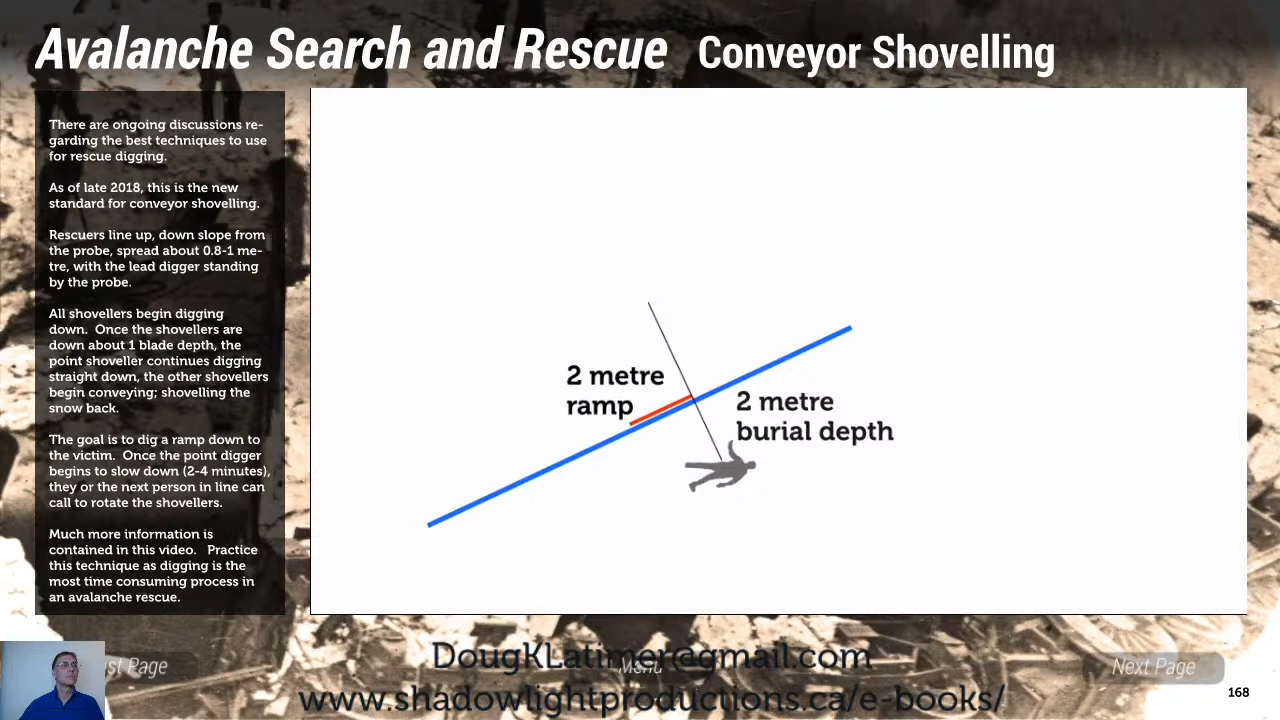 Avalanche Search and Rescue Conveyor Shovelling
There are ongoing discussions re-
garding the best techniques to use
for rescue digging.
As of late 2018, this is the new
standard for conveyor shovelling.
Rescuers line up, down slope from
the probe, spread about 0.8-1 me-
tre, with the lead digger standing
by the probe.
All shovellers begin digging
down. Once the shovellers are
down about 1 blade depth, the
point shoveller continues digging
straight down, the other shovellers
begin conveying; shovelling the
snow back.
The goal is to dig a ramp down to
the victim. Once the point digger
begins to slow down (2-4 minutes),
they or the next person in line can
call to rotate the shovellers.
Much more information is
contained in this video. Practice
this technique as digging is the
most time consuming process in
an avalanche rescue.
2 metre
ramp
2 metre
burial depth
Page
Menu
Next Page
DougKLatimer@gmail.com
www.shadowlightproductions.ca/e-books/
168